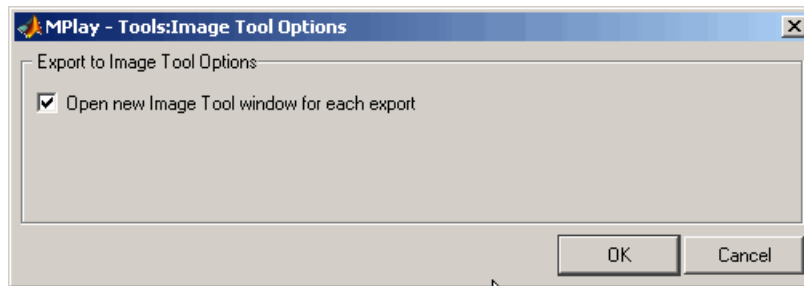 MPlay - Tools:Image Tool Options
Export to Image Tool Options
Open new Image Tool window for each export
OK Cancel